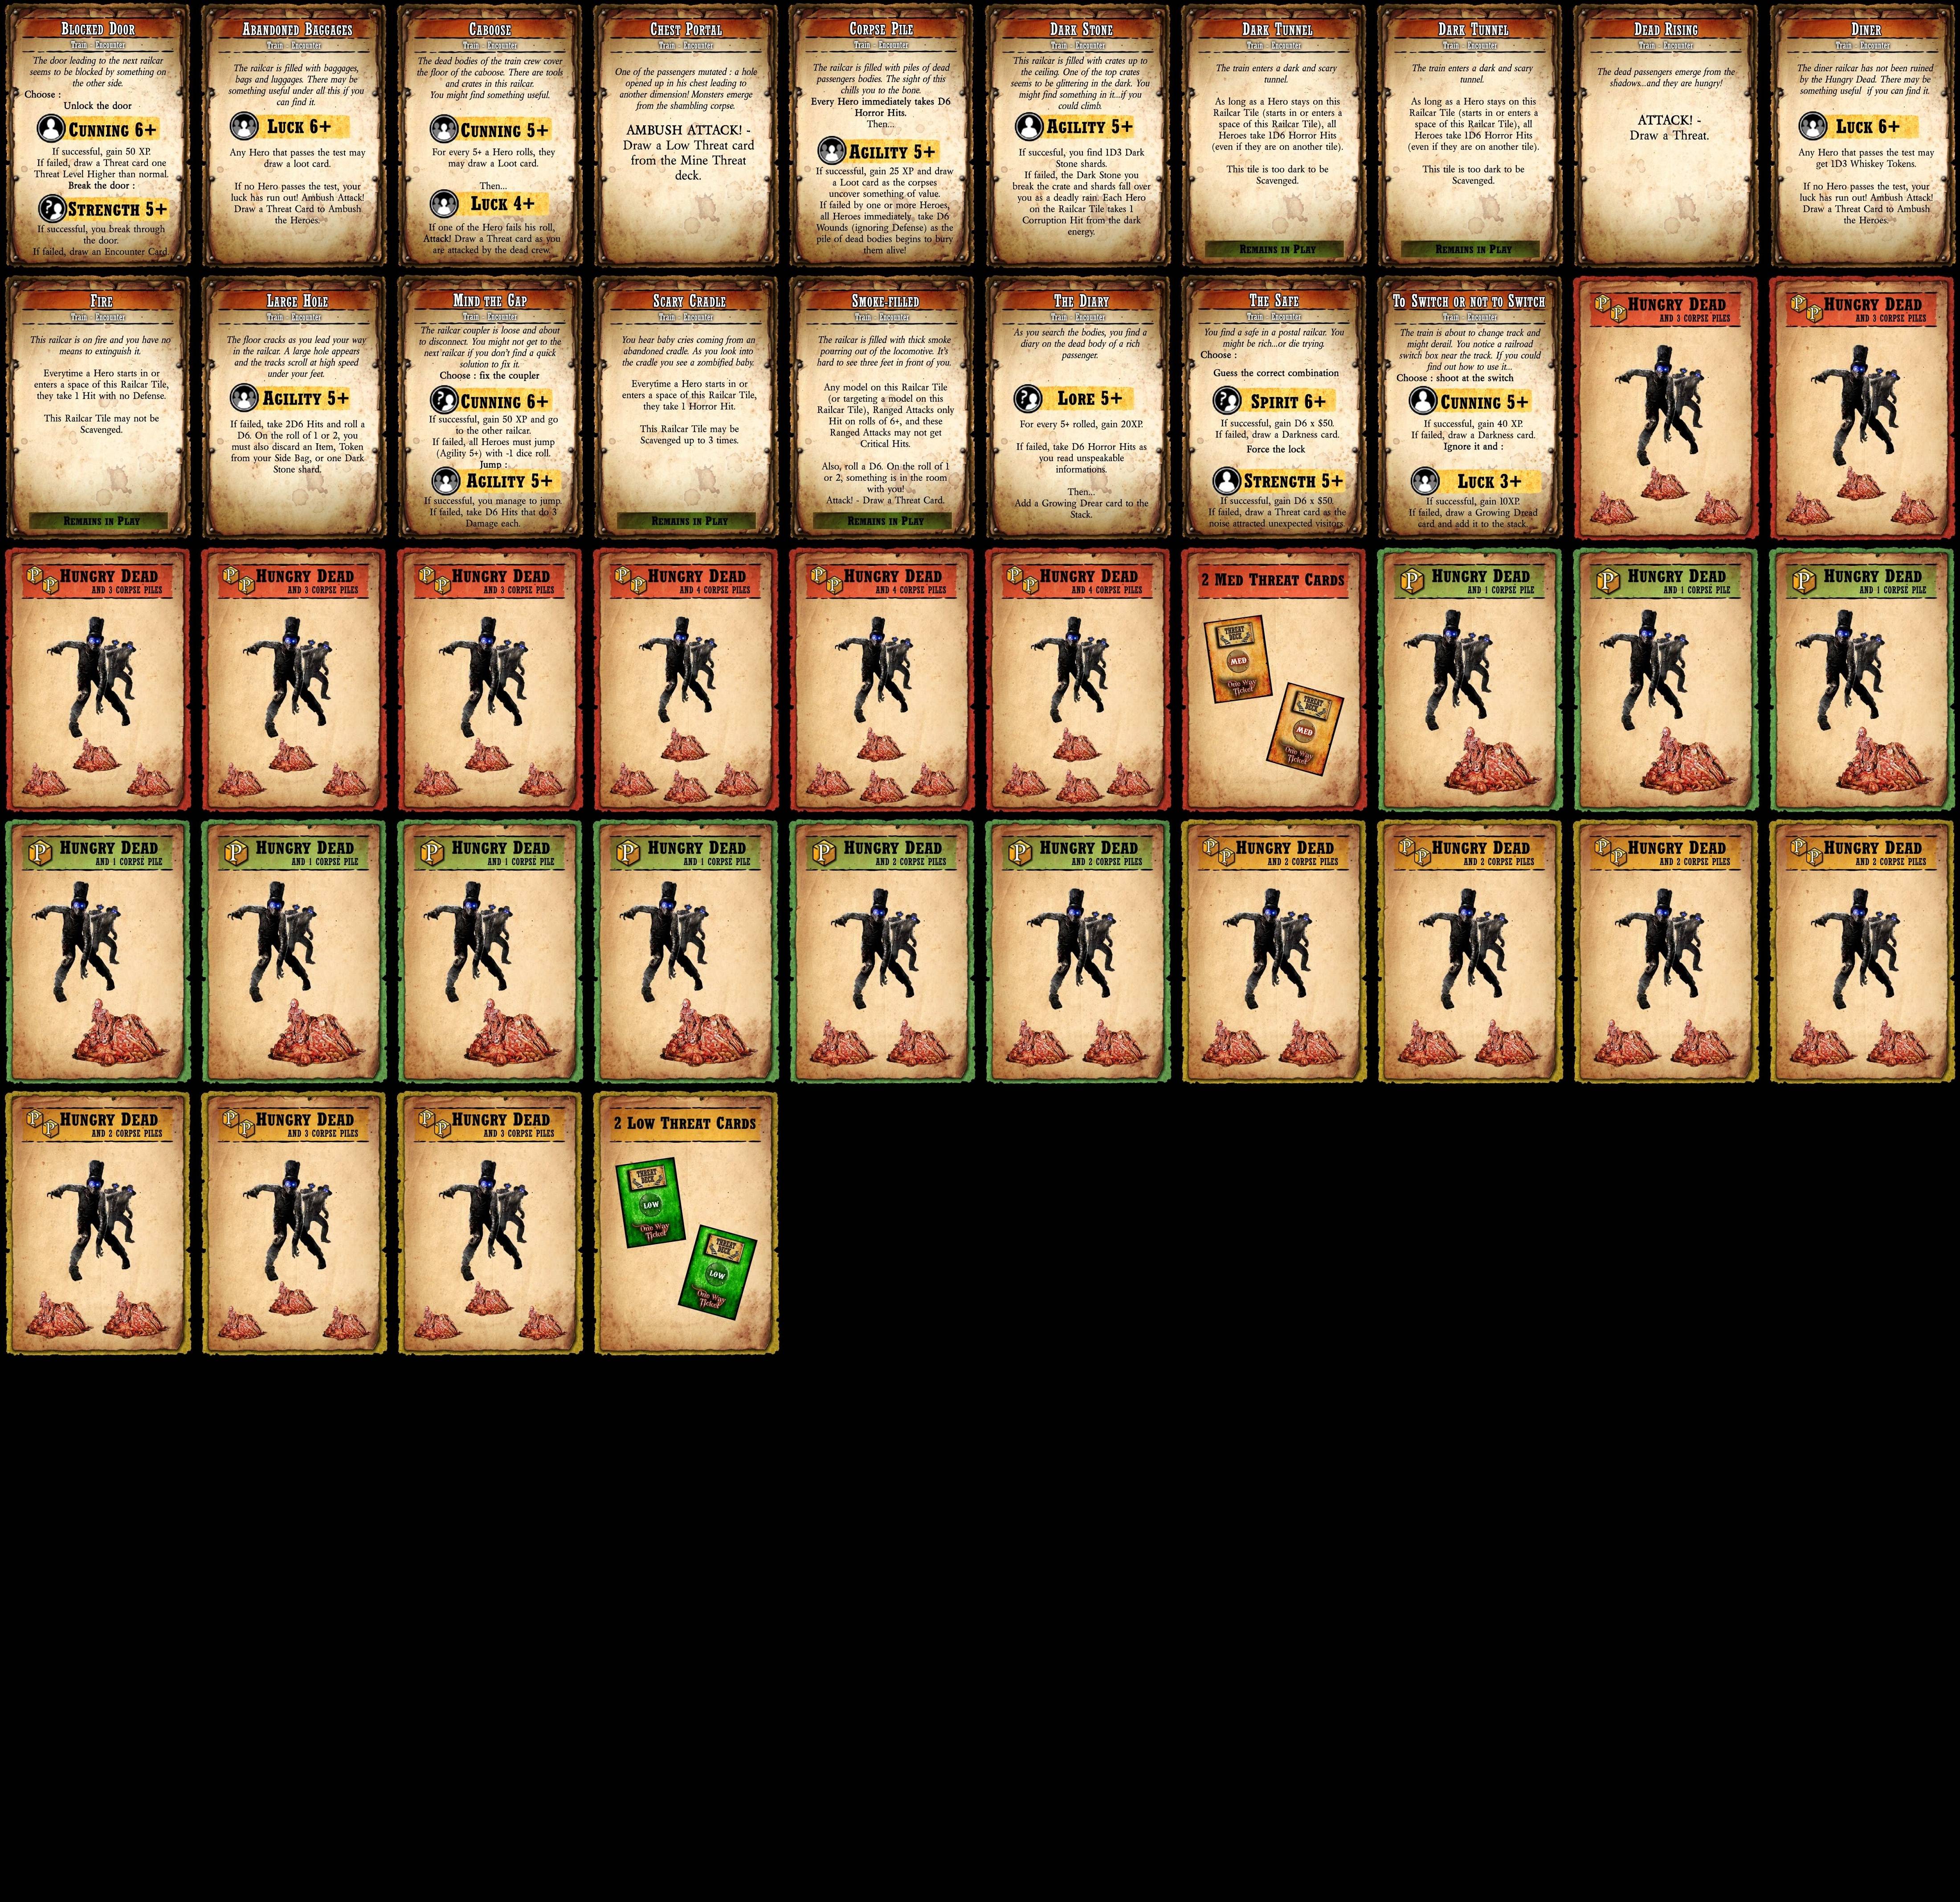 BLOCKED DOOR
Train - Encounter
The door leading to the next railcar
seems to be blocked by something on
the other side.
Choose :
Unlock the door
CUNNING 6+
If successful, gain 50 XP.
If failed, draw a Threat card one
Threat Level Higher than normal.
Break the door :
STRENGTH 5+
If successful, you break through
the door.
If failed, draw an Encounter Card.
ABANDONED BAGGAGES
Train - Encounter
The railcar is filled with baggages,
bags and luggages. There may be
something useful under all this if you
can find it.
LUCK 6+
Any Hero that passes the test may
draw a loot card.
If no Hero passes the test, your
luck has run out! Ambush Attack!
Draw a Threat Card to Ambush
the Heroes.
CABOOSE
Train - Encounter
The dead bodies of the train crew cover
the floor of the caboose. There are tools
and crates in this railcar.
You might find something useful.
CUNNING 5+
For every 5+ a Hero rolls, they
may draw a Loot card.
Then...
LUCK 4+
If one of the Hero fails his roll,
Attack! Draw a Threat card as you
are attacked by the dead crew.
CHEST PORTAL
Train - Encounter
One of the passengers mutated : a hole
opened up in his chest leading to
another dimension! Monsters emerge
from the shambling corpse.
AMBUSH ATTACK! -
Draw a Low Threat card
from the Mine Threat
deck.
CORPSE PILE
Train - Encounter
The railcar is filled with piles of dead
passengers bodies. The sight of this
chills you to the bone.
Every Hero immediately takes D6
Horror Hits.
Then...
AGILITY 5+
If successful, gain 25 XP and draw
a Loot card as the corpses
uncover something of value.
If failed by one or more Heroes,
all Heroes immediately take D6
Wounds (ignoring Defense) as the
pile of dead bodies begins to bury
them alive!
DARK STONE
Train - Encounter
This railcar is filled with crates up to
the ceiling. One of the top crates
seems to be glittering in the dark. You
might find something in it...if you
could climb.
AGILITY 5+
If succesful, you find 1D3 Dark
Stone shards.
If failed, the Dark Stone you
break the crate and shards fall over
you as a deadly rain. Each Hero
on the Railcar Tile takes 1
Corruption Hit from the dark
energy.
DARK TUNNEL
Train - Encounter
The train enters a dark and scary
tunnel.
As long as a Hero stays on this
Railcar Tile (starts in or enters a
space of this Railcar Tile), all
Heroes take 1D6 Horror Hits
(even if they are on another tile).
This tile is too dark to be
Scavenged.
REMAINS IN PLAY
DARK TUNNEL
Train - Encounter
The train enters a dark and scary
tunnel.
As long as a Hero stays on this
Railcar Tile (starts in or enters a
space of this Railcar Tile), all
Heroes take 1D6 Horror Hits
(even if they are on another tile).
This tile is too dark to be
Scavenged.
REMAINS IN PLAY
DEAD RISING
Train - Encounter
The dead passengers emerge from the
shadows...and they are hungry!
ATTACK! -
Draw a Threat.
DINER
Train - Encounter
The diner railcar has not been ruined
by the Hungry Dead. There may be
something useful if you can find it.
LUCK 6+
Any Hero that passes the test may
get 1D3 Whiskey Tokens.
If no Hero passes the test, your
luck has run out! Ambush Attack!
Draw a Threat Card to Ambush
the Heroes.
FIRE
Train - Encounter
This railcar is on fire and you have no
means to extinguish it.
Everytime a Hero starts in or
enters a space of this Railcar Tile,
they take 1 Hit with no Defense.
This Railcar Tile may not be
Scavenged.
REMAINS IN PLAY
LARGE HOLE
Train - Encounter
The floor cracks as you lead your way
in the railcar. A large hole appears
and the tracks scroll at high speed
under your feet.
AGILITY 5+
If failed, take 2D6 Hits and roll a
D6. On the roll of 1 or 2, you
must also discard an Item, Token
from your Side Bag, or one Dark
Stone shard.
MIND THE GAP
Train - Encounter
The railcar coupler is loose and about
to disconnect. You might not get to the
next railcar if you don't find a quick
solution to fix it.
Choose : fix the coupler
CUNNING 6+
If successful, gain 50 XP and go
to the other railcar.
If failed, all Heroes must jump
(Agility 5+) with -1 dice roll.
Jump :
AGILITY 5+
If successful, you manage to jump.
If failed, take D6 Hits that do 3
Damage each.
SCARY CRADLE
Train - Encounter
You hear baby cries coming from an
abandoned cradle. As you look into
the cradle you see a zombified baby.
Everytime a Hero starts in or
enters a space of this Railcar Tile,
they take 1 Horror Hit.
This Railcar Tile may be
Scavenged up to 3 times.
REMAINS IN PLAY
SMOKE-FILLED
Train - Encounter
The railcar is filled with thick smoke
pourring out of the locomotive. It's
hard to see three feet in front of you.
Any model on this Railcar Tile
(or targeting a model on this
Railcar Tile), Ranged Attacks only
Hit on rolls of 6+, and these
Ranged Attacks may not get
Critical Hits.
Also, roll a D6. On the roll of 1
or 2, something is in the room
with you!
Attack! - Draw a Threat Card.
REMAINS IN PLAY
THE DIARY
Train - Encounter
As you search the bodies, you find a
diary on the dead body of a rich
passenger.
LORE 5+
For every 5+ rolled, gain 20XP.
If failed, take D6 Horror Hits as
you read unspeakable
informations.
Then...
Add a Growing Drear card to the
Stack.
THE SAFE
Train - Encounter
You find a safe in a postal railcar. You
might be rich...or die trying.
Choose :
Guess the correct combination
SPIRIT 6+
If successful, gain D6 x $50.
If failed, draw a Darkness card.
Force the lock
STRENGTH 5+
If successful, gain D6 x $50.
If failed, draw a Threat card as the
noise attracted unexpected visitors.
TO SWITCH OR NOT TO SWITCH
Train - Encounter
The train is about to change track and
might derail. You notice a railroad
switch box near the track. If you could
find out how to use it...
Choose : shoot at the switch
CUNNING 5+
If successful, gain 40 XP.
If failed, draw a Darkness card.
Ignore it and :
LUCK 3+
If successful, gain 10XP.
If failed, draw a Growing Dread
card and add it to the stack.
P P HUNGRY DEAD
AND 3 CORPSE PILES
P P HUNGRY DEAD
AND 3 CORPSE PILES
P P HUNGRY DEAD
AND 3 CORPSE PILES
P P HUNGRY DEAD
AND 3 CORPSE PILES
P P HUNGRY DEAD
AND 3 CORPSE PILES
P P HUNGRY DEAD
AND 4 CORPSE PILES
P P HUNGRY DEAD
AND 4 CORPSE PILES
P P HUNGRY DEAD
AND 4 CORPSE PILES
2 MED THREAT CARDS
THREAT
DECK
MED
One Way
Ticket
THREAT
DECK
MED
One Way
Ticket
P HUNGRY DEAD
AND 1 CORPSE PILE
P HUNGRY DEAD
AND 1 CORPSE PILE
P HUNGRY DEAD
AND 1 CORPSE PILE
P HUNGRY DEAD
AND 1 CORPSE PILE
P HUNGRY DEAD
AND 1 CORPSE PILE
P HUNGRY DEAD
AND 1 CORPSE PILE
P HUNGRY DEAD
AND 1 CORPSE PILE
P HUNGRY DEAD
AND 2 CORPSE PILES
P HUNGRY DEAD
AND 2 CORPSE PILES
P P HUNGRY DEAD
AND 2 CORPSE PILES
P P HUNGRY DEAD
AND 2 CORPSE PILES
P P HUNGRY DEAD
AND 2 CORPSE PILES
P P HUNGRY DEAD
AND 2 CORPSE PILES
P P HUNGRY DEAD
AND 2 CORPSE PILES
P P HUNGRY DEAD
AND 3 CORPSE PILES
P P HUNGRY DEAD
AND 3 CORPSE PILES
2 LOW THREAT CARDS
THREAT
DECK
LOW
One Way
Ticket
THREAT
DECK
LOW
One Way
Ticket